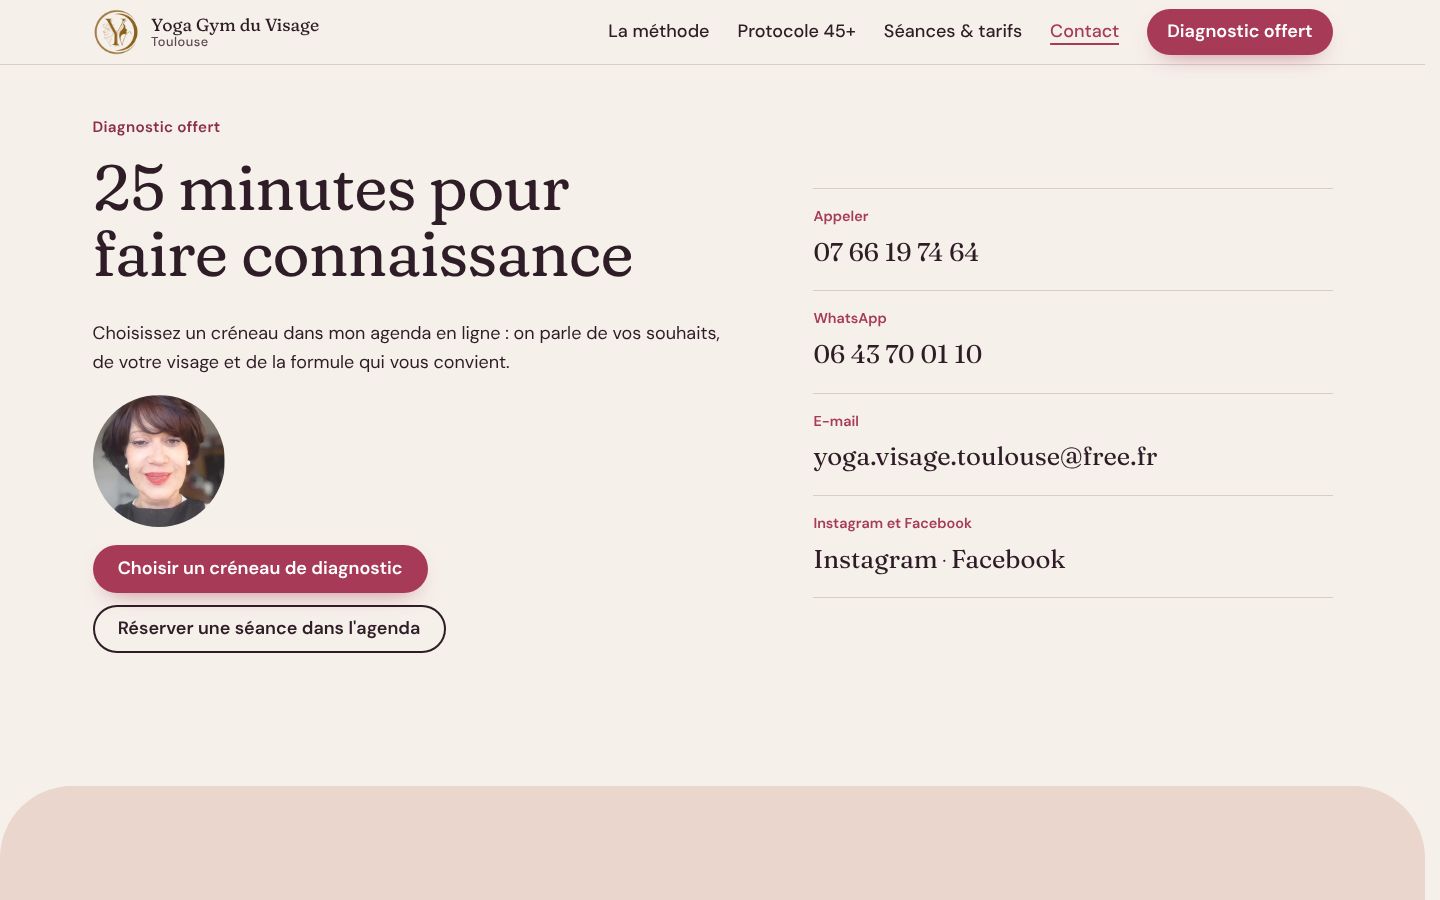 Yoga Gym du Visage
Toulouse
La méthode
Protocole 45+
Séances & tarifs
Contact
Diagnostic offert
Diagnostic offert
25 minutes pour
faire connaissance
Choisissez un créneau dans mon agenda en ligne : on parle de vos souhaits,
de votre visage et de la formule qui vous convient.
Choisir un créneau de diagnostic
Réserver une séance dans l'agenda
Appeler
07 66 19 74 64
WhatsApp
06 43 70 01 10
E-mail
yoga.visage.toulouse@free.fr
Instagram et Facebook
Instagram · Facebook